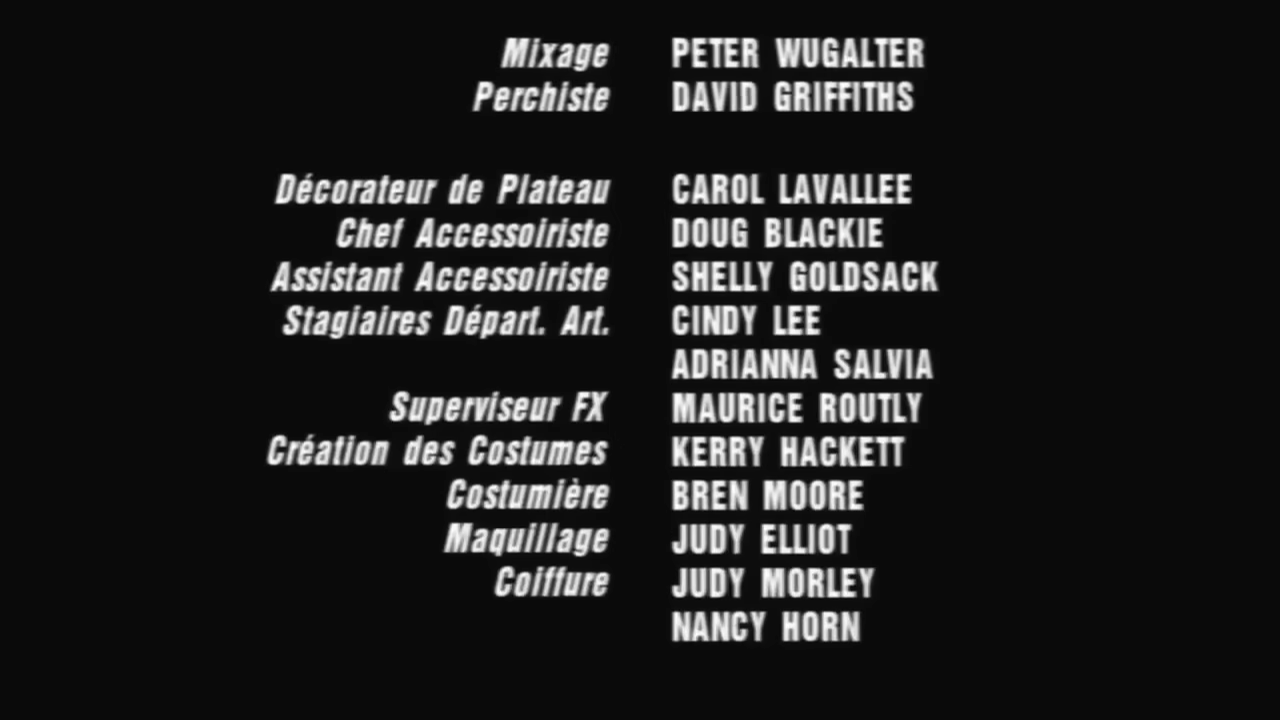 Mixage PETER WUGALTER
Perchiste DAVID GRIFFITHS
Décorateur de Plateau CAROL LAVALLEE
Chef Accessoiriste DOUG BLACKIE
Assistant Accessoiriste SHELLY GOLDSACK
Stagiaires Départ. Art. CINDY LEE
ADRIANNA SALVIA
Superviseur FX MAURICE ROUTLY
Création des Costumes KERRY HACKETT
Costumière BREN MOORE
Maquillage JUDY ELLIOT
Coiffure JUDY MORLEY
NANCY HORN